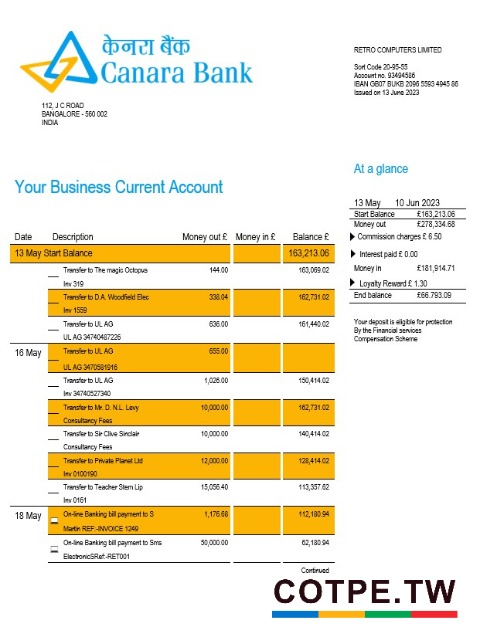 केनरा बैंक
Canara Bank
112, J C ROAD
BANGALORE - 560 002
INDIA
RETRO COMPUTERS LIMITED
Sort Code 20-95-55
Account no. 93494586
IBAN GB07 BUKB 2096 5593 4945 86
Issued on 13 June 2023
Your Business Current Account
At a glance
13 May 10 Jun 2023
Start Balance £163,213.06
Money out £278,334.68
Commission charges £ 6.50
Interest paid £ 0.00
Money in £181,914.71
Loyalty Reward £ 1.30
End balance £66.793.09
Your deposit is eligible for protection
By the Financial services
Compensation Scheme
Date Description Money out £ Money in £ Balance £
13 May Start Balance 163,213.06
Transfer to The magic Octopus 144.00 163,069.02
Inv 319
Transfer to D.A. Woodfield Elec 338.04 162,731.02
Inv 1559
Transfer to UL AG 636.00 161,440.02
UL AG 34740487226
16 May Transfer to UL AG 655.00
UL AG 3470581916
Transfer to UL AG 1,026.00 150,414.02
Inv 34740527340
Transfer to Mr. D. N.L. Levy 10,000.00 162,731.02
Consultancy Fees
Transfer to Sir Clive Sinclair 10,000.00 140,414.02
Consultancy Fees
Transfer to Private Planet Ltd 12,000.00 128,414.02
Inv 0100190
Transfer to Teacher Stem Lip 15,056.40 113,357.62
Inv 0161
18 May On-line Banking bill payment to S 1,176.68 112,180.94
Martin REF:-INVOICE 1249
On-line Banking bill payment to Sms 50,000.00 62,180.94
ElectronicSRef:-RET001
Continued
COTPE.TW